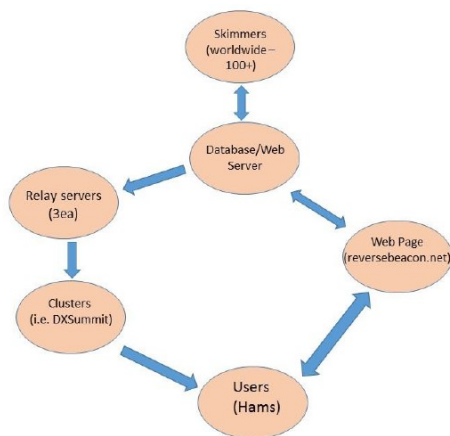 Skimmers
(worldwide –
100+)
Database/Web
Server
Relay servers
(3ea)
Web Page
(reversebeacon.net)
Clusters
(i.e. DXSummit)
Users
(Hams)